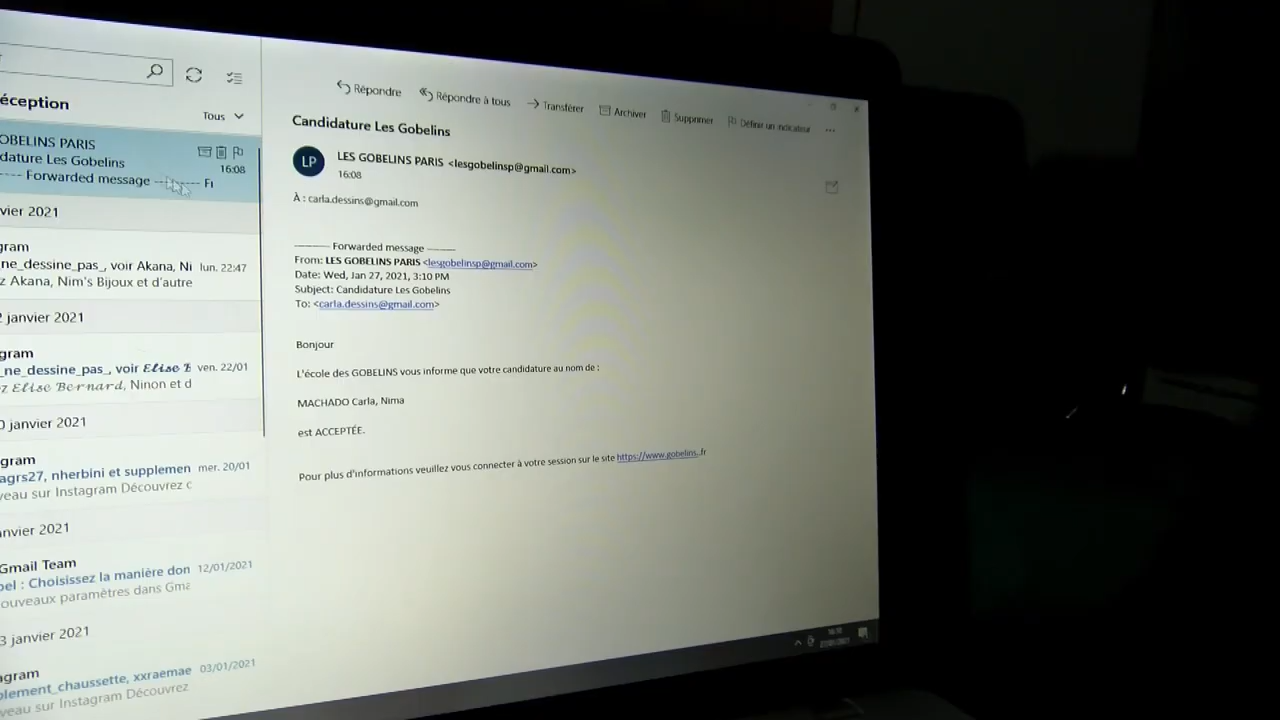 éception
Tous
OBELINS PARIS
dature Les Gobelins
16:08
---- Forwarded message -------- Fr
vier 2021
gram
ne_dessine_pas_, voir Akana, Ni lun. 22:47
z Akana, Nim's Bijoux et d'autre
2 janvier 2021
gram
_ne_dessine_pas_, voir Elise B ven. 22/01
z Elise Bernard, Ninon et d
0 janvier 2021
gram
agrs27, nherbini et supplemen mer. 20/01
veau sur Instagram Découvrez c
anvier 2021
Gmail Team
bel : Choisissez la manière don 12/01/2021
ouveaux paramètres dans Gma
3 janvier 2021
agram
plement_chaussette, xxraemae 03/01/2021
veau sur Instagram Découvrez
Répondre Répondre à tous Transférer Archiver Supprimer Définir un indicateur ...
Candidature Les Gobelins
LP
LES GOBELINS PARIS <lesgobelinsp@gmail.com>
16:08
À : carla.dessins@gmail.com
---------- Forwarded message ---------
From: LES GOBELINS PARIS <lesgobelinsp@gmail.com>
Date: Wed, Jan 27, 2021, 3:10 PM
Subject: Candidature Les Gobelins
To: <carla.dessins@gmail.com>
Bonjour
L'école des GOBELINS vous informe que votre candidature au nom de :
MACHADO Carla, Nima
est ACCEPTÉE.
Pour plus d'informations veuillez vous connecter à votre session sur le site https://www.gobelins.fr